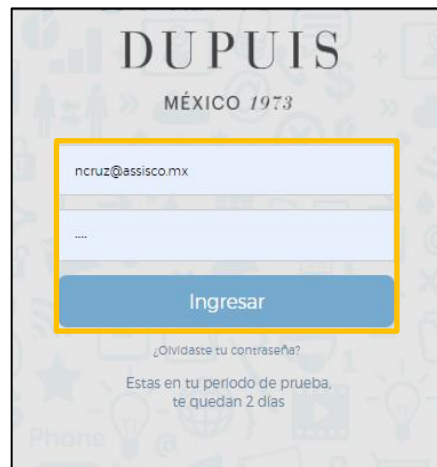 DUPUIS
MÉXICO 1973
ncruz@assisco.mx
....
Ingresar
¿Olvidaste tu contraseña?
Estas en tu periodo de prueba,
te quedan 2 días
Phone